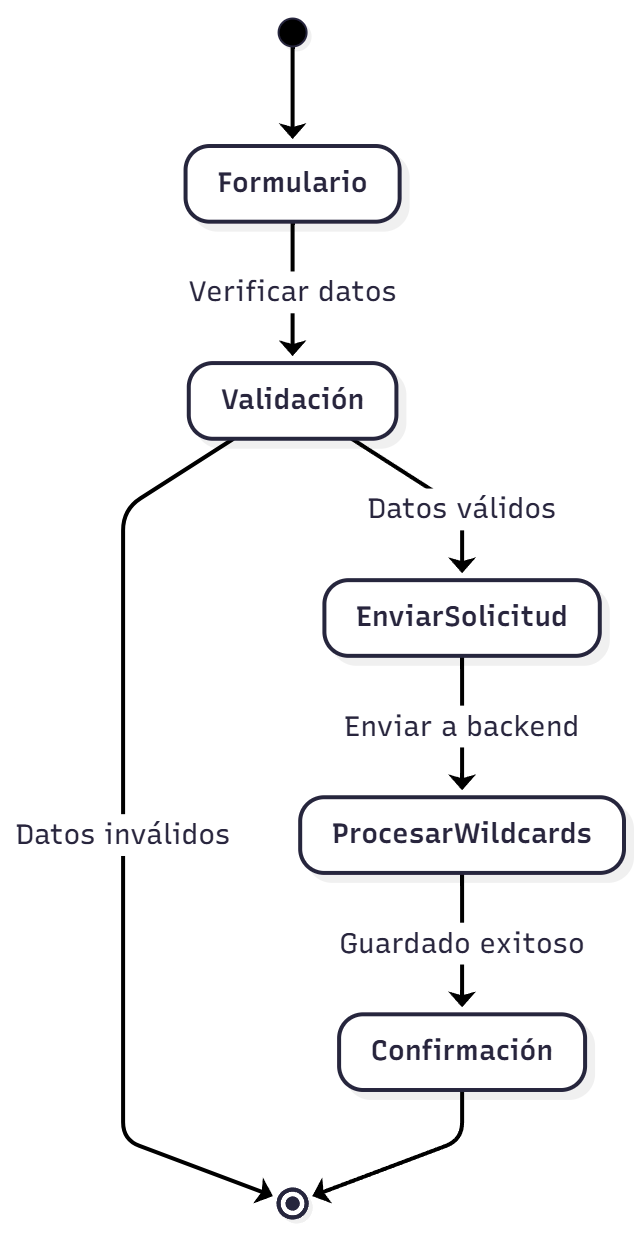 Formulario
Verificar datos
Validación
Datos válidos
EnviarSolicitud
Enviar a backend
Datos inválidos
ProcesarWildcards
Guardado exitoso
Confirmación